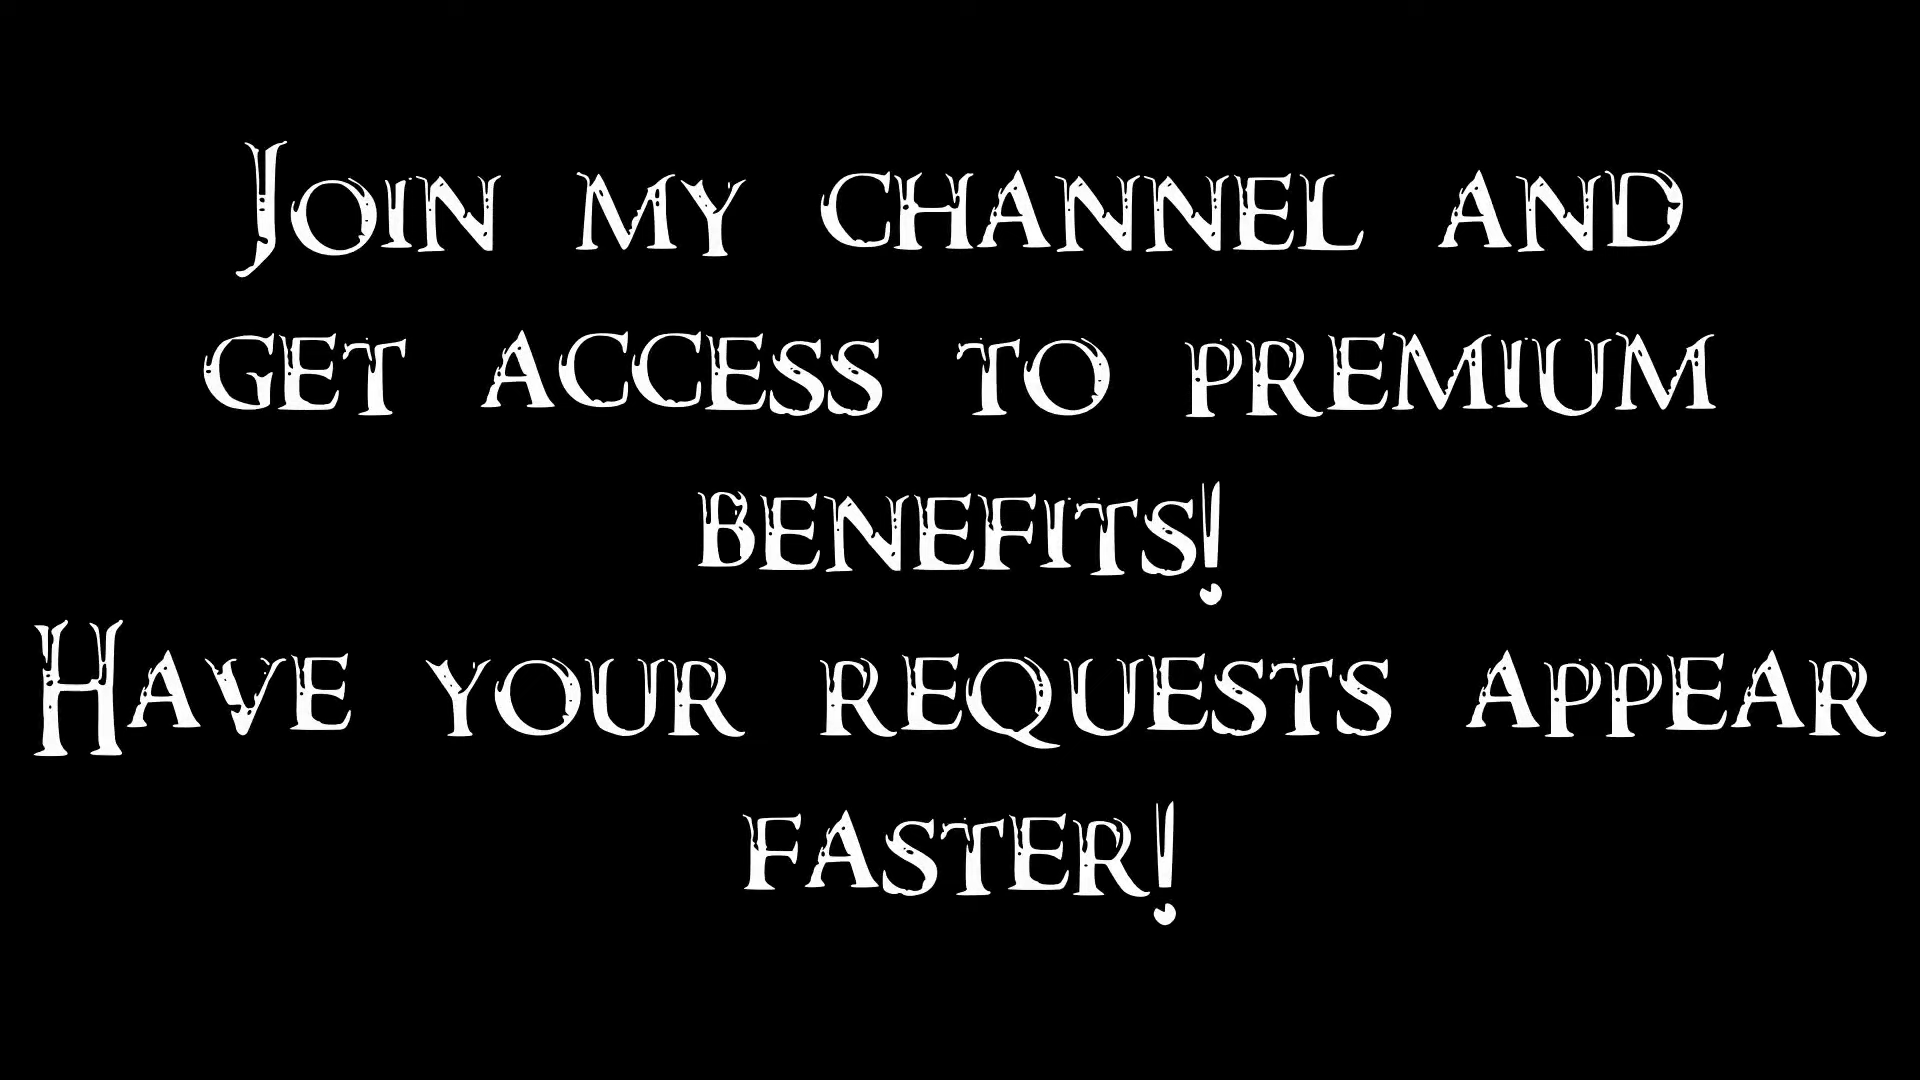 Join my channel and
get access to premium
benefits!
Have your requests appear
faster!